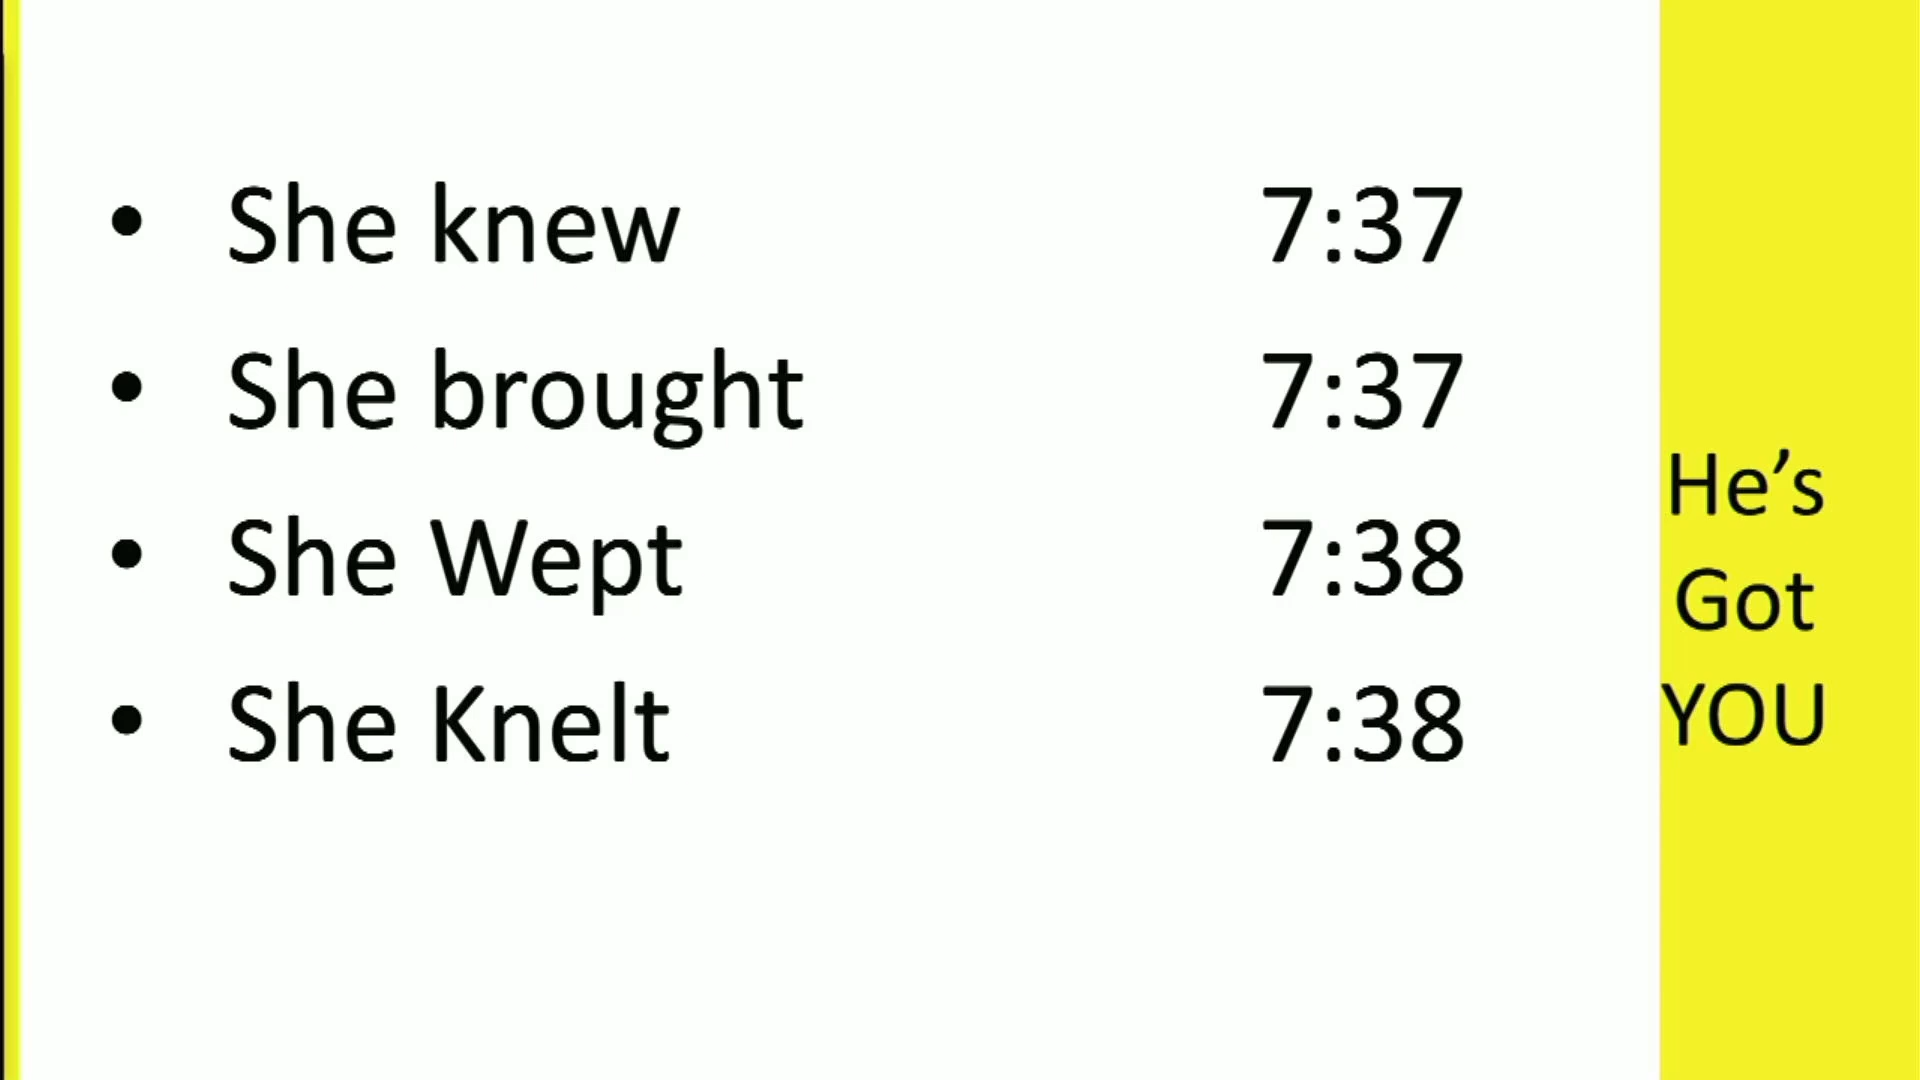 • She knew 7:37
• She brought 7:37
• She Wept 7:38
• She Knelt 7:38
He’s
Got
YOU